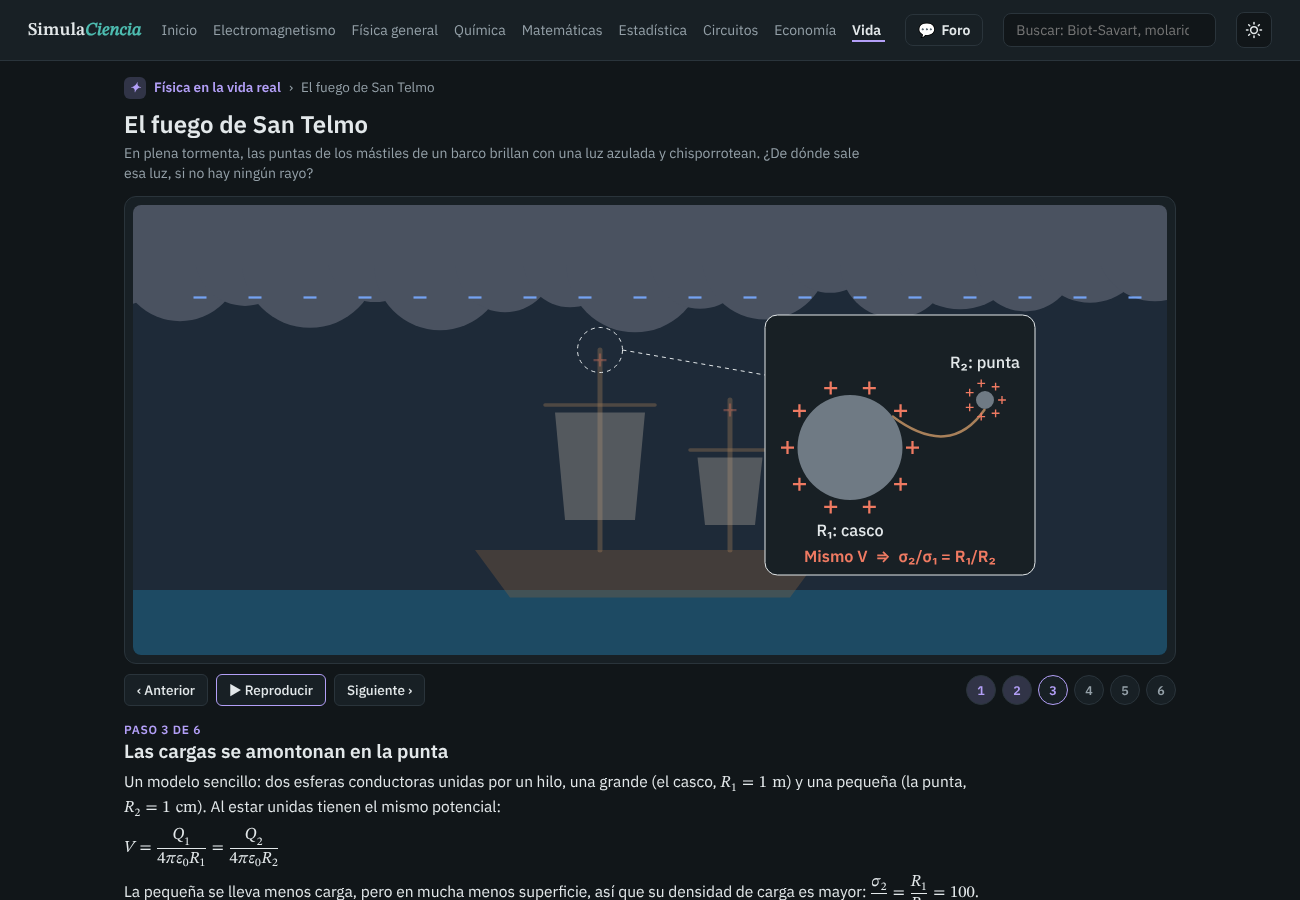 SimulaCiencia Inicio Electromagnetismo Física general Química Matemáticas Estadística Circuitos Economía Vida 💬 Foro Buscar: Biot-Savart, molaric
Física en la vida real › El fuego de San Telmo
El fuego de San Telmo
En plena tormenta, las puntas de los mástiles de un barco brillan con una luz azulada y chisporrotean. ¿De dónde sale
esa luz, si no hay ningún rayo?
R₂: punta
R₁: casco
Mismo V ⇒ σ₂/σ₁ = R₁/R₂
‹ Anterior ▶ Reproducir Siguiente › 1 2 3 4 5 6
PASO 3 DE 6
Las cargas se amontonan en la punta
Un modelo sencillo: dos esferas conductoras unidas por un hilo, una grande (el casco, R₁ = 1 m) y una pequeña (la punta,
R₂ = 1 cm). Al estar unidas tienen el mismo potencial:
V = Q₁/4πε₀R₁ = Q₂/4πε₀R₂
La pequeña se lleva menos carga, pero en mucha menos superficie, así que su densidad de carga es mayor: σ₂ = R₁ = 100.